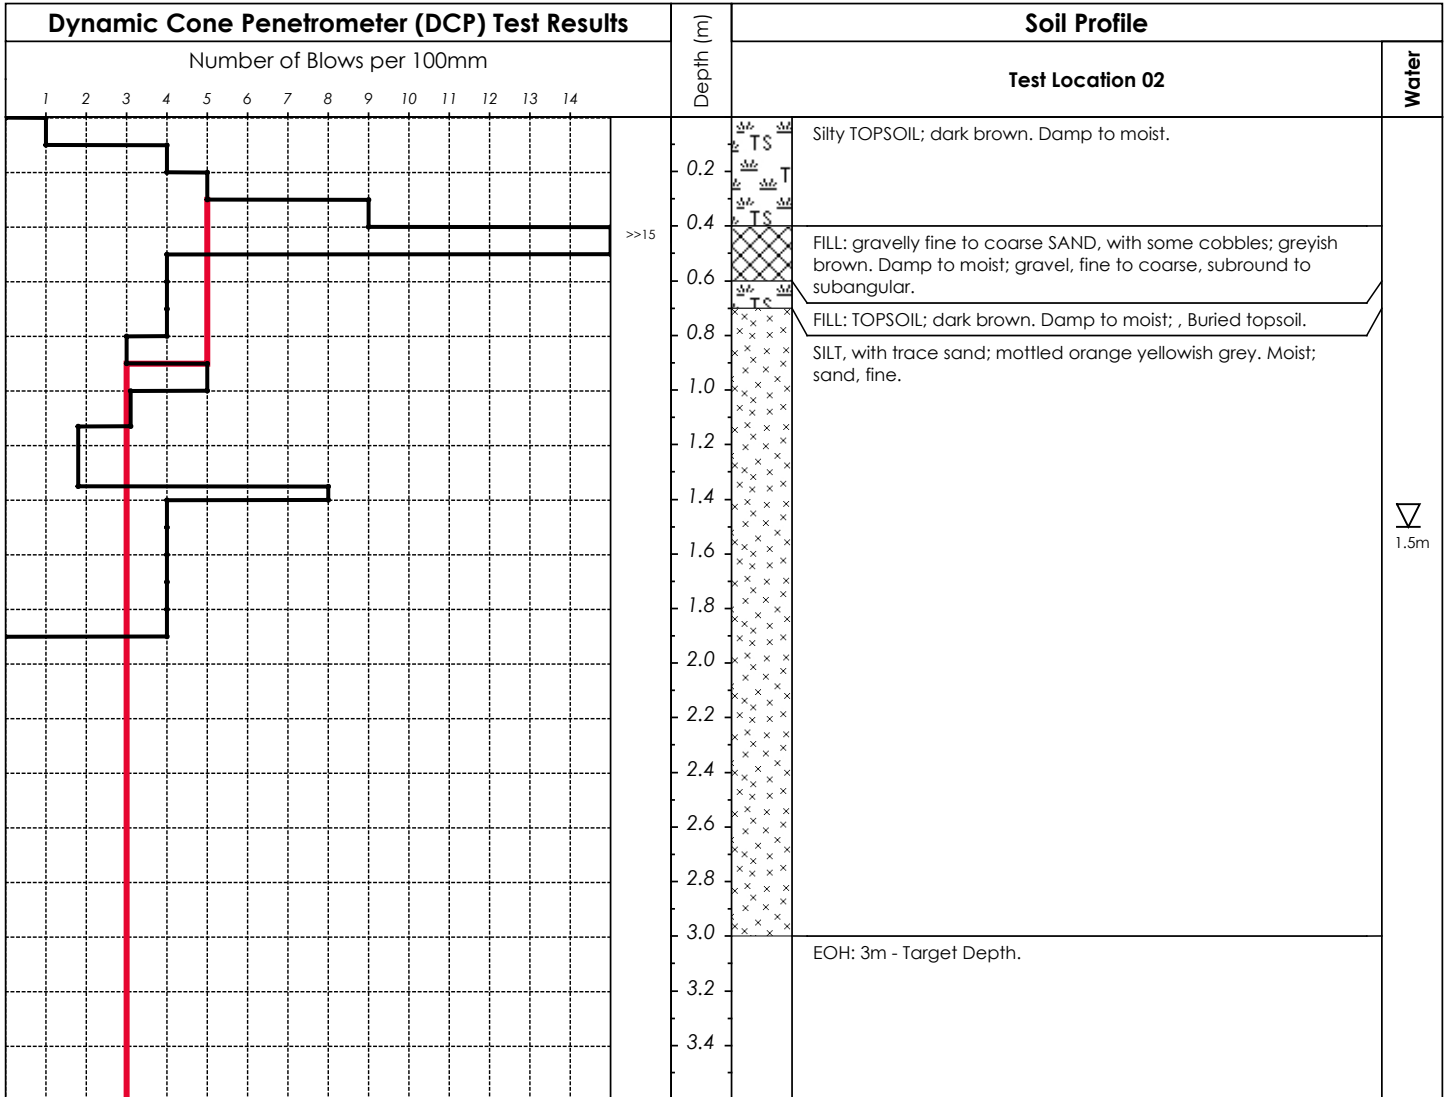 Dynamic Cone Penetrometer (DCP) Test Results
Number of Blows per 100mm
1 2 3 4 5 6 7 8 9 10 11 12 13 14
>>15
Depth (m)
0.2
0.4
0.6
0.8
1.0
1.2
1.4
1.6
1.8
2.0
2.2
2.4
2.6
2.8
3.0
3.2
3.4
Soil Profile
Test Location 02
Water
TS
T
TS
TS
Silty TOPSOIL; dark brown. Damp to moist.
FILL: gravelly fine to coarse SAND, with some cobbles; greyish
brown. Damp to moist; gravel, fine to coarse, subround to
subangular.
FILL: TOPSOIL; dark brown. Damp to moist; , Buried topsoil.
SILT, with trace sand; mottled orange yellowish grey. Moist;
sand, fine.
EOH: 3m - Target Depth.
1.5m